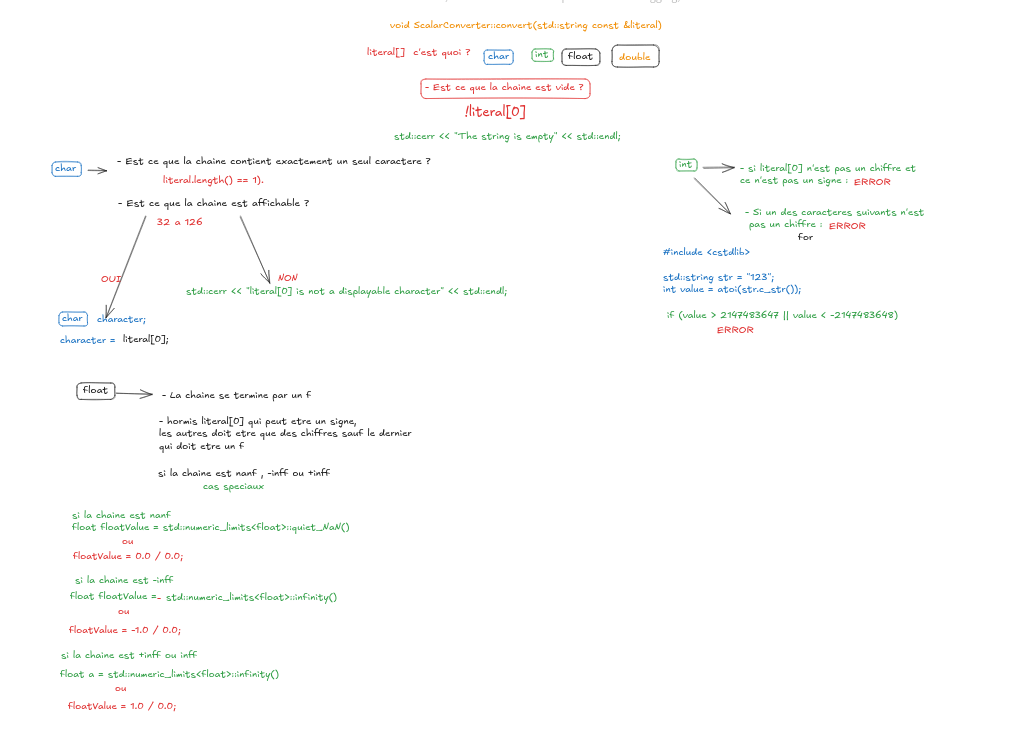 void ScalarConverter::convert(std::string const &literal)
literal[] c'est quoi ? char int float double
- Est ce que la chaine est vide ?
!literal[0]
std::cerr << "The string is empty" << std::endl;
char
- Est ce que la chaine contient exactement un seul caractere ?
literal.length() == 1).
- Est ce que la chaine est affichable ?
32 a 126
OUI
NON
std::cerr << "literal[0] is not a displayable character" << std::endl;
char character;
character = literal[0];
int
- si literal[0] n'est pas un chiffre et
ce n'est pas un signe : ERROR
- Si un des caracteres suivants n'est
pas un chiffre : ERROR
for
#include <cstdlib>
std::string str = "123";
int value = atoi(str.c_str());
if (value > 2147483647 || value < -2147483648)
ERROR
float
- La chaine se termine par un f
- hormis literal[0] qui peut etre un signe,
les autres doit etre que des chiffres sauf le dernier
qui doit etre un f
si la chaine est nanf , -inff ou +inff
cas speciaux
si la chaine est nanf
float floatValue = std::numeric_limits<float>::quiet_NaN()
ou
floatValue = 0.0 / 0.0;
si la chaine est -inff
float floatValue =- std::numeric_limits<float>::infinity()
ou
floatValue = -1.0 / 0.0;
si la chaine est +inff ou inff
float a = std::numeric_limits<float>::infinity()
ou
floatValue = 1.0 / 0.0;